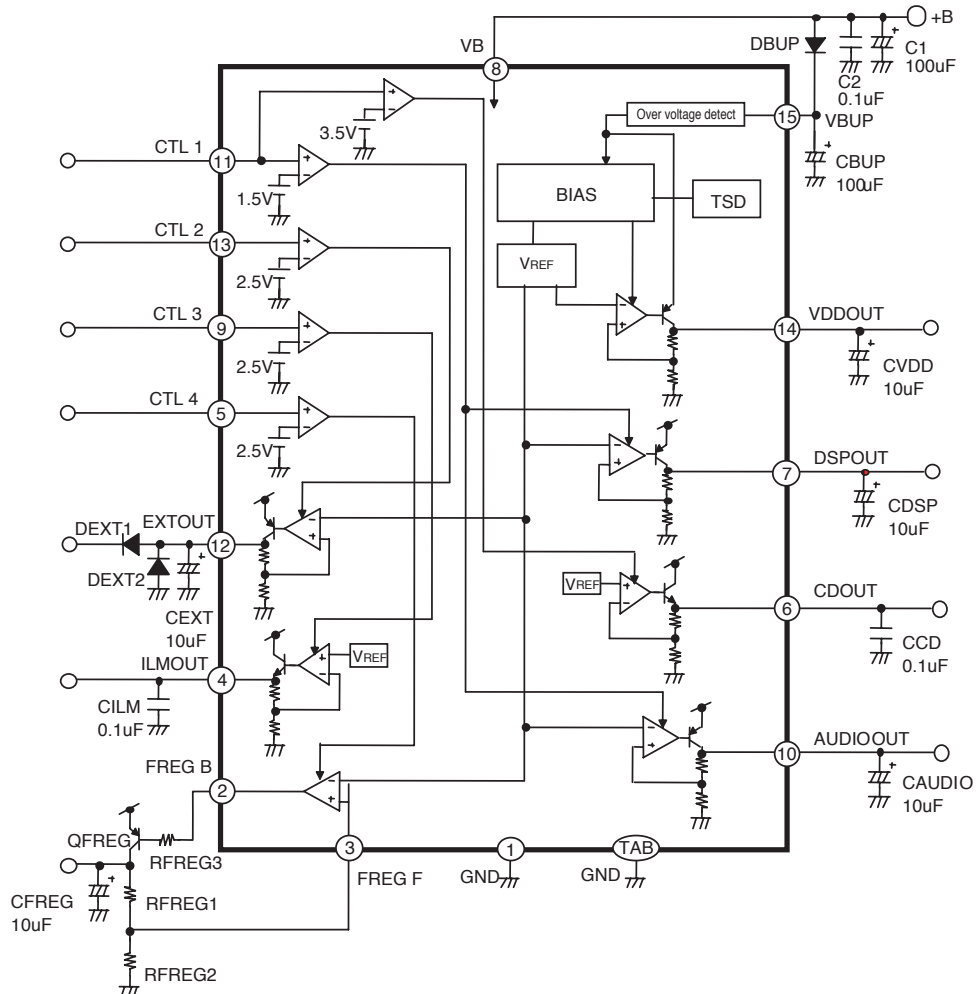 +B
VB
DBUP
8
C1
100uF
C2
0.1uF
Over voltage detect
15
VBUP
3.5V
CTL 1
11
CBUP
100uF
1.5V
BIAS
TSD
CTL 2
13
VREF
2.5V
CTL 3
9
VDDOUT
14
CVDD
10uF
2.5V
CTL 4
5
2.5V
DSPOUT
7
CDSP
10uF
DEXT1
EXTOUT
12
DEXT2
VREF
CDOUT
6
CEXT
10uF
CCD
0.1uF
ILMOUT
VREF
4
CILM
0.1uF
AUDIOOUT
10
FREG B
2
CAUDIO
10uF
QFREG
RFREG3
3
1
TAB
FREG F
GND
GND
CFREG
10uF
RFREG1
RFREG2
+
+
+
+
+
+
+
+
+
−
+
−
+
−
+
−
+
−
−
+
−
+
−
+
+
−
+
−
−
+
−
+